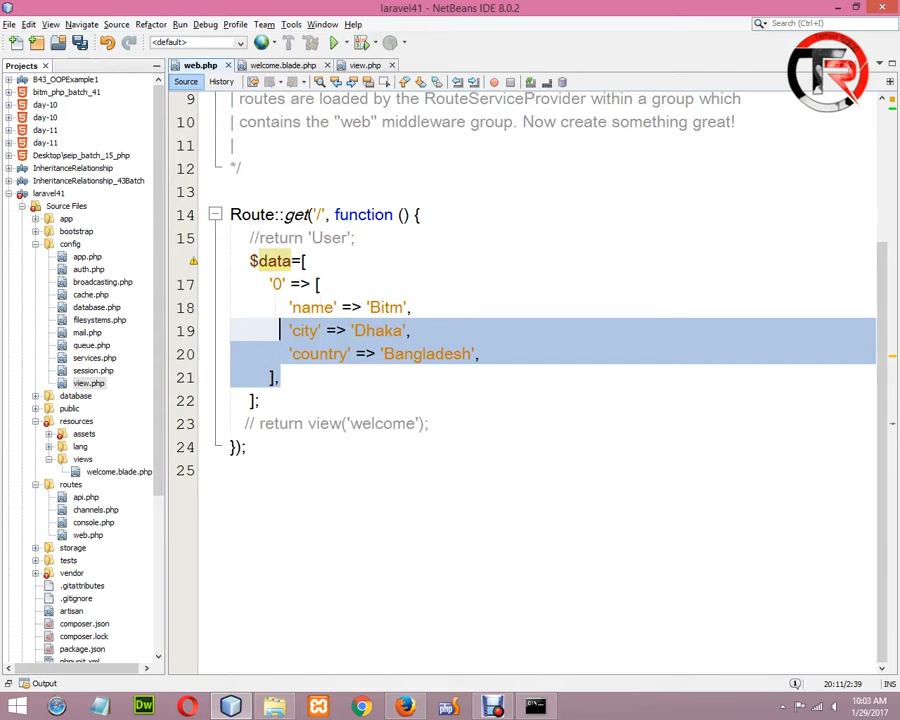 laravel41 - NetBeans IDE 8.0.2
File Edit View Navigate Source Refactor Run Debug Profile Team Tools Window Help
<default>
Search (Ctrl+I)
Projects
web.php
welcome.blade.php
view.php
Source
History
B43_OOPExample1
bitm_php_batch_41
day-10
day-10
day-11
day-11
Desktop\seip_batch_15_php
InheritanceRelationship
InheritanceRelationship_43Batch
laravel41
Source Files
app
bootstrap
config
app.php
auth.php
broadcasting.php
cache.php
database.php
filesystems.php
mail.php
queue.php
services.php
session.php
view.php
database
public
resources
assets
lang
views
welcome.blade.php
routes
api.php
channels.php
console.php
web.php
storage
tests
vendor
.gitattributes
.gitignore
artisan
composer.json
composer.lock
package.json
phpunit.xml
9 | routes are loaded by the RouteServiceProvider within a group which
10 | contains the "web" middleware group. Now create something great!
11 |
12 */
13
14 Route::get('/', function () {
15 //return 'User';
$data=[
17 '0' => [
18 'name' => 'Bitm',
19 'city' => 'Dhaka',
20 'country' => 'Bangladesh',
21 ],
22 ];
23 // return view('welcome');
24 });
25
TR
Output
20:11/2:39
INS
Dw
php
10:03 AM
1/29/2017